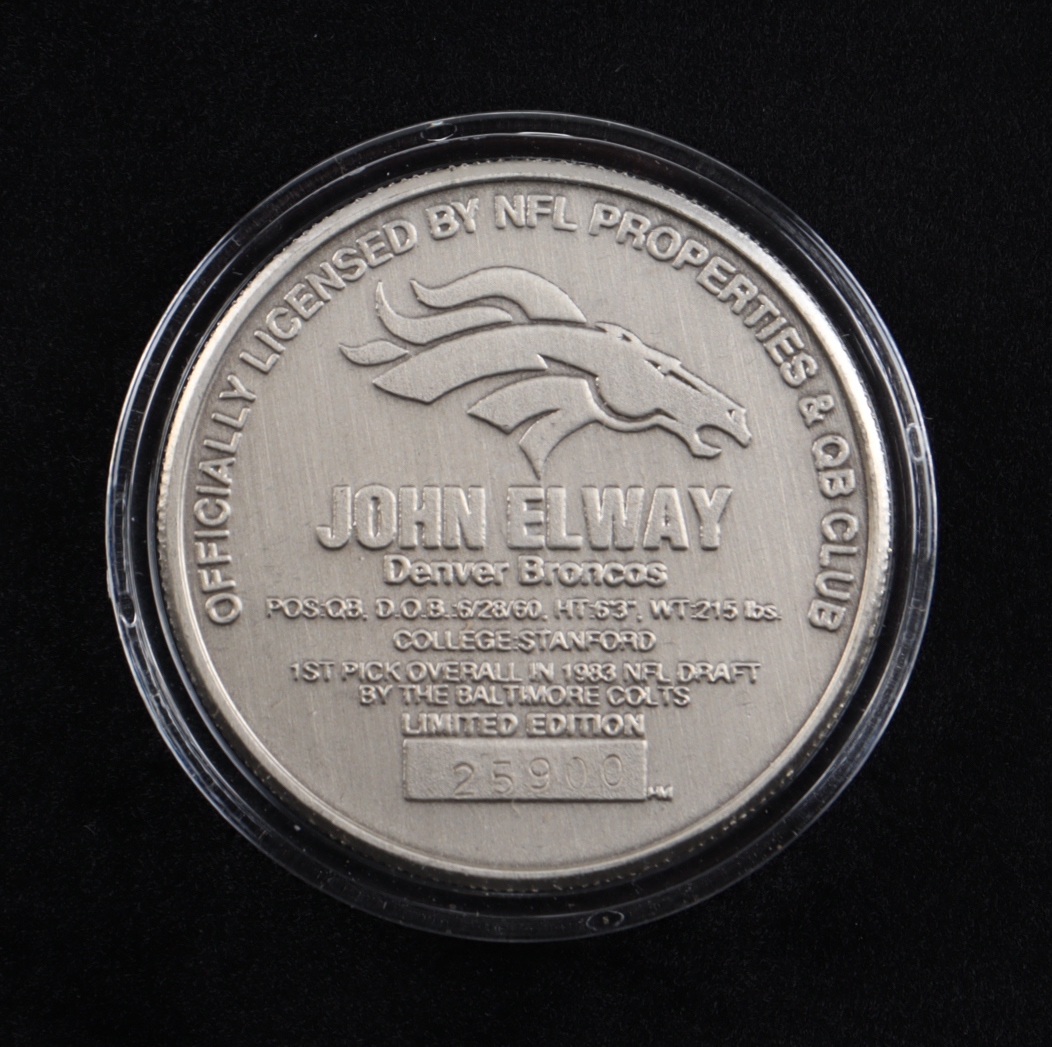 OFFICIALLY LICENSED BY NFL PROPERTIES & QB CLUB
JOHN ELWAY
Denver Broncos
POS:QB, D.O.B.:6/28/60, HT:6'3", WT:215 lbs.
COLLEGE:STANFORD
1ST PICK OVERALL IN 1983 NFL DRAFT
BY THE BALTIMORE COLTS
LIMITED EDITION
25900
HM